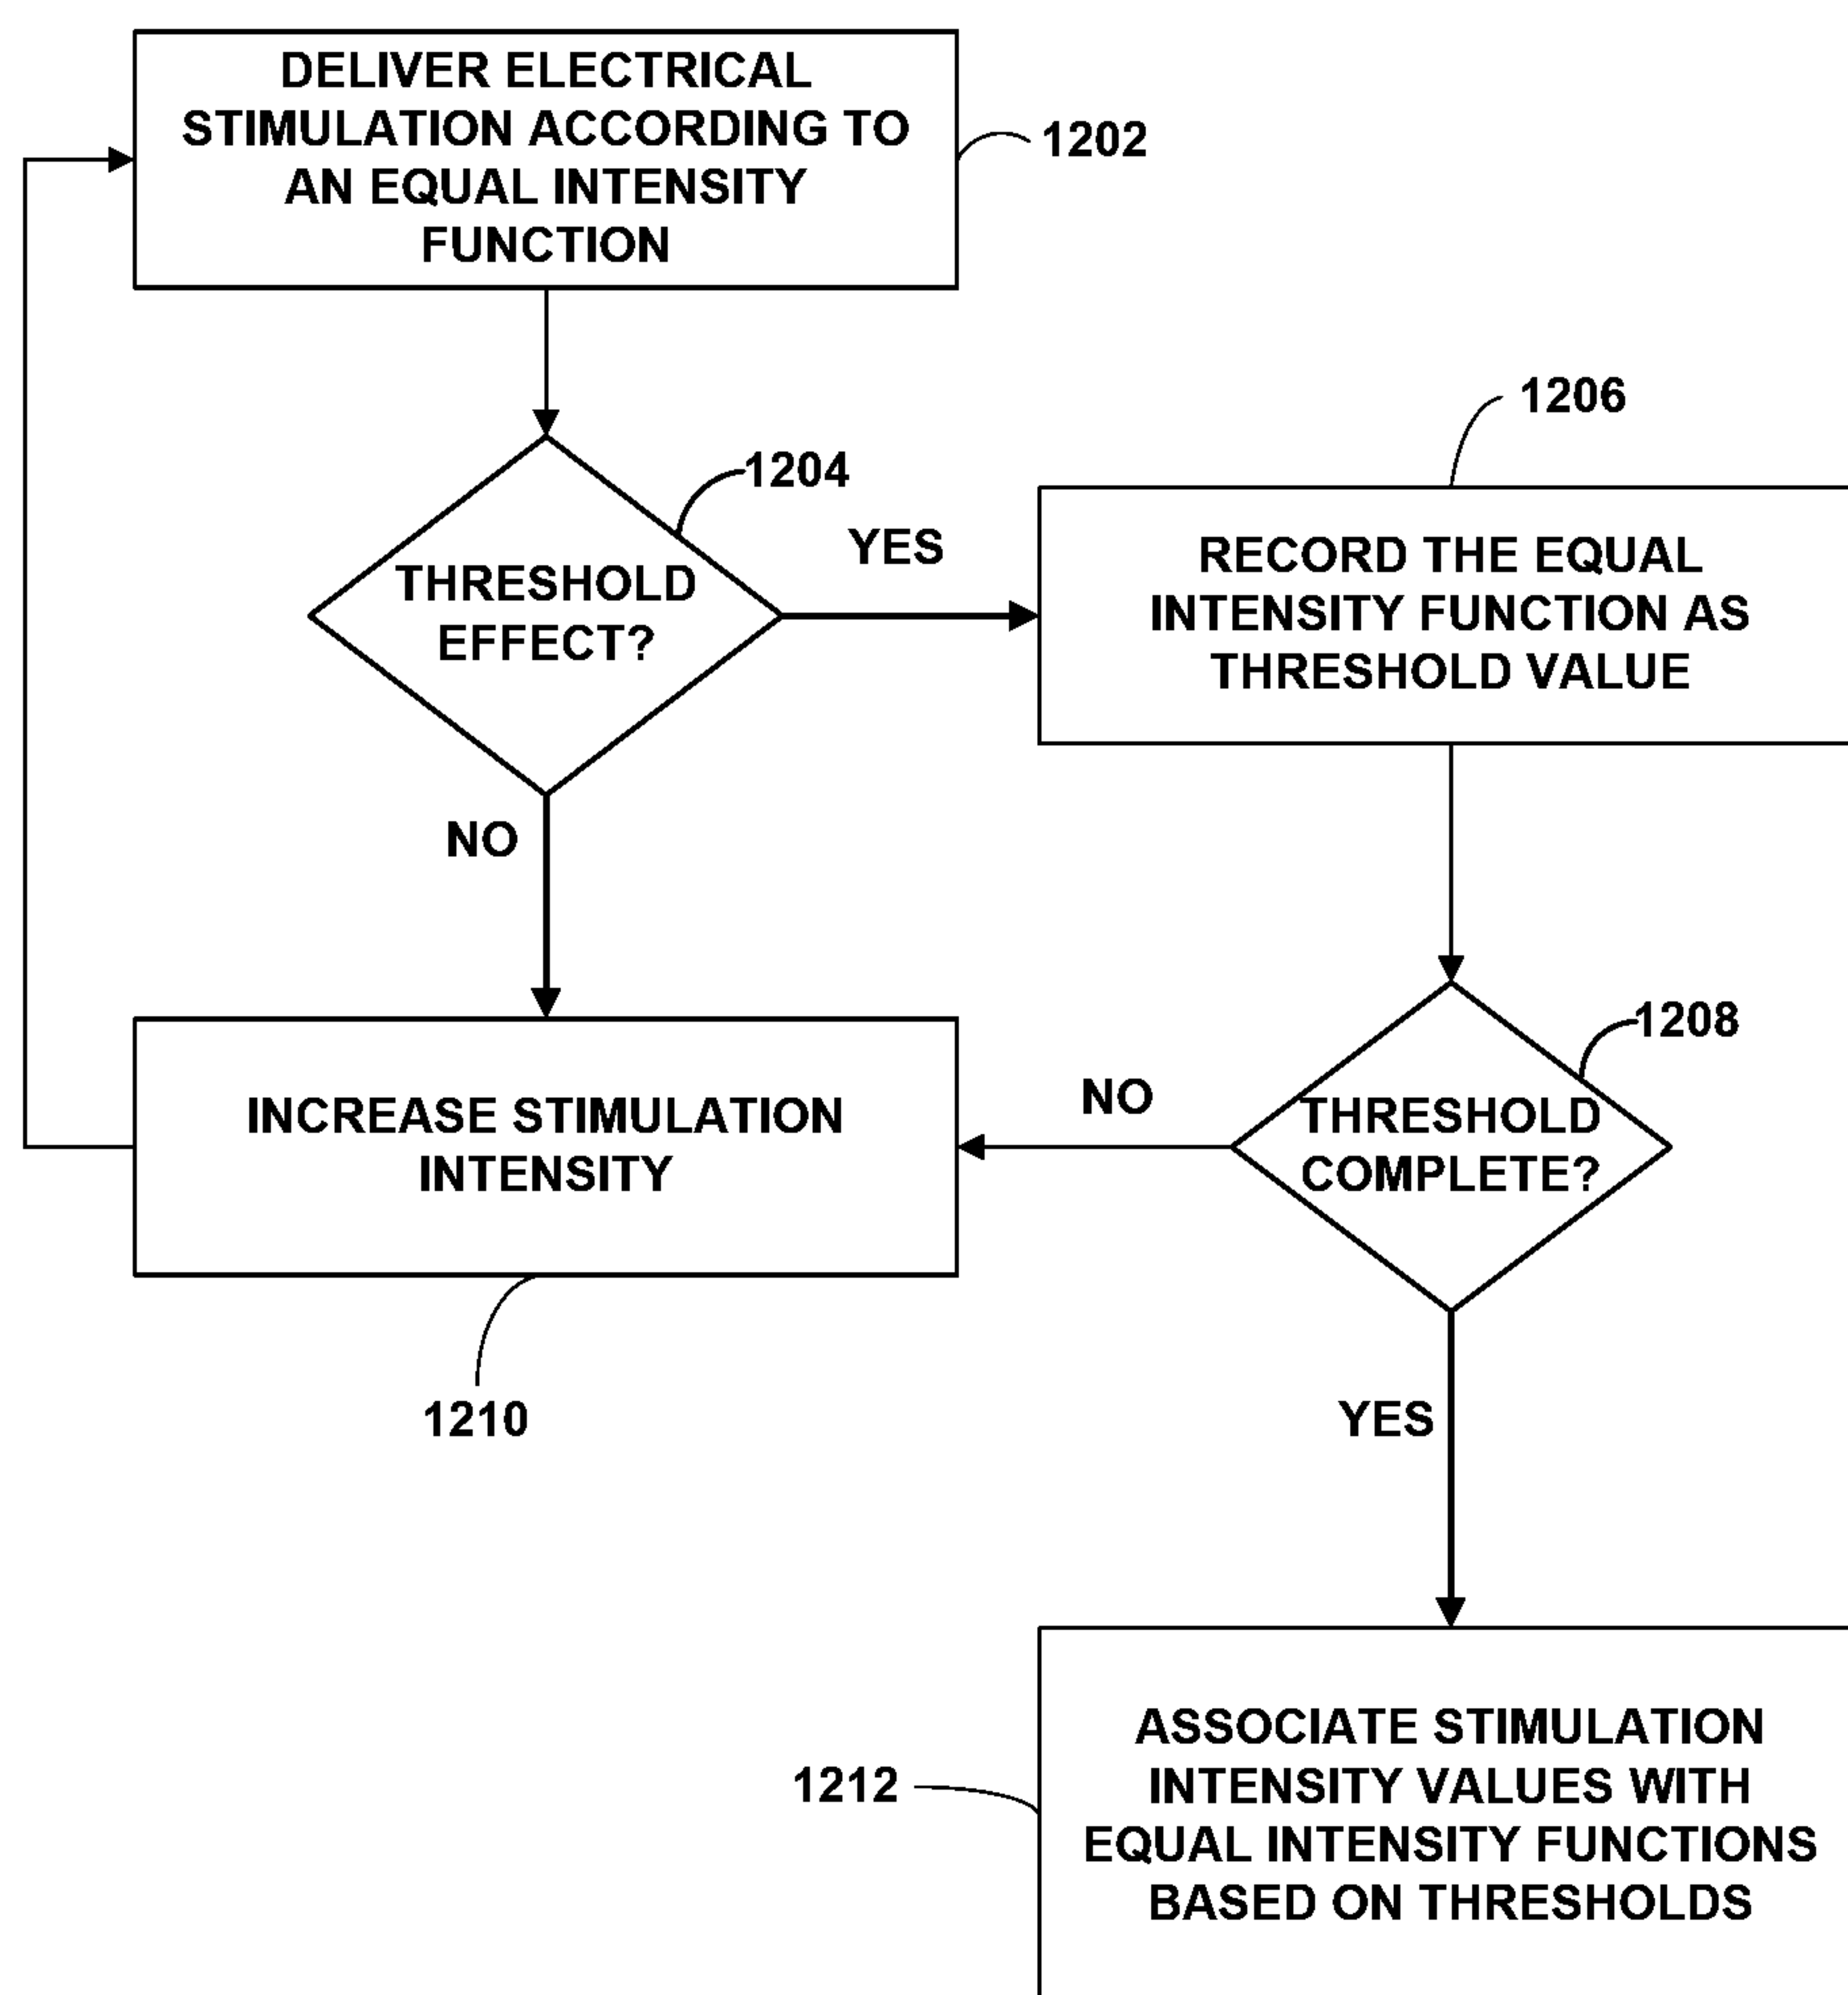 DELIVER ELECTRICAL
STIMULATION ACCORDING TO
AN EQUAL INTENSITY
FUNCTION
1202
1204
THRESHOLD
EFFECT?
YES
1206
RECORD THE EQUAL
INTENSITY FUNCTION AS
THRESHOLD VALUE
NO
1208
THRESHOLD
COMPLETE?
NO
INCREASE STIMULATION
INTENSITY
1210
YES
1212
ASSOCIATE STIMULATION
INTENSITY VALUES WITH
EQUAL INTENSITY FUNCTIONS
BASED ON THRESHOLDS